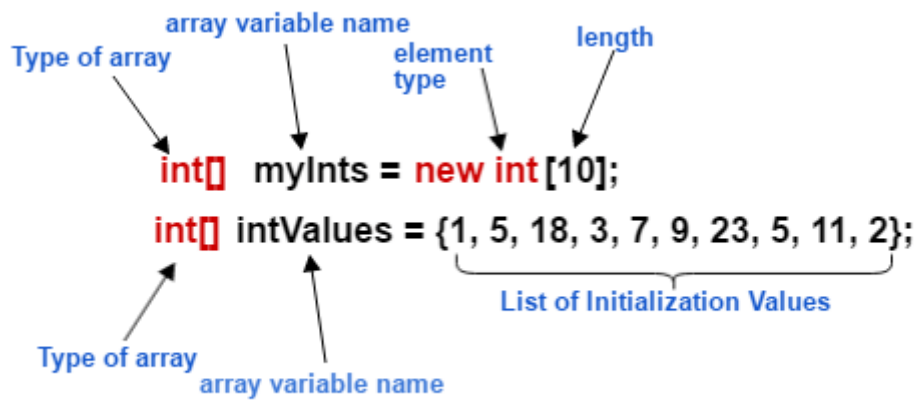 array variable name
Type of array
element
type
length
int[] myInts = new int [10];
int[] intValues = {1, 5, 18, 3, 7, 9, 23, 5, 11, 2};
List of Initialization Values
Type of array
array variable name